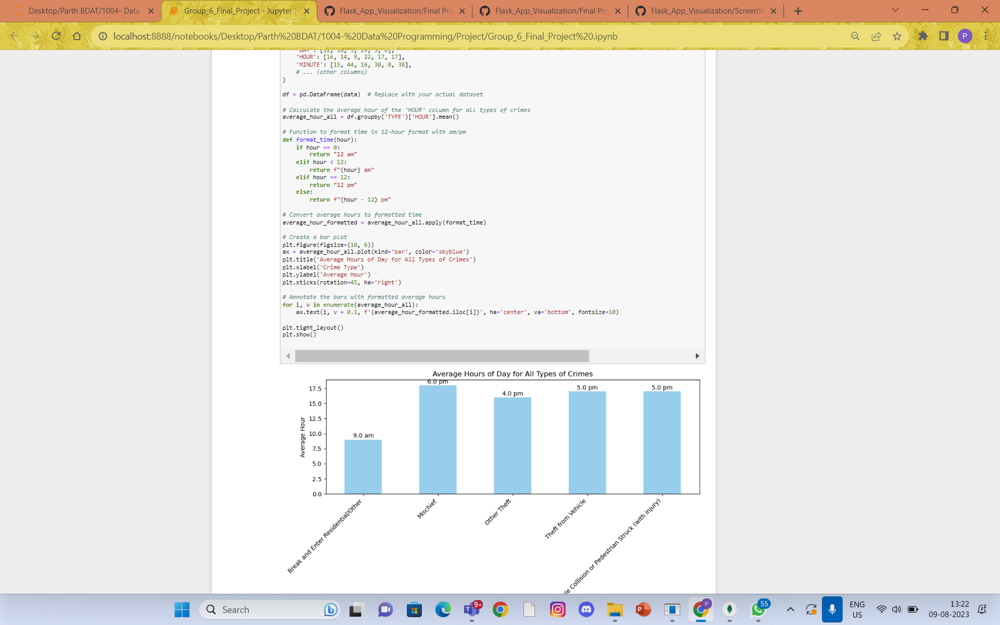 Desktop/Parth BDAT/1004- Data
Group_6_Final_Project - Jupyter
Flask_App_Visualization/Final Pro
Flask_App_Visualization/Final Pro
Flask_App_Visualization/ScreenSh
localhost:8888/notebooks/Desktop/Parth%20BDAT/1004-%20Data%20Programming/Project/Group_6_Final_Project%20.ipynb
P
'DAY': [12, 18, 5, 29, 5, 6],
'HOUR': [16, 14, 9, 22, 17, 17],
'MINUTE': [15, 44, 16, 30, 0, 38],
# ... (other columns)
}
df = pd.DataFrame(data)  # Replace with your actual dataset
# Calculate the average hour of the 'HOUR' column for all types of crimes
average_hour_all = df.groupby('TYPE')['HOUR'].mean()
# Function to format time in 12-hour format with am/pm
def format_time(hour):
if hour == 0:
return "12 am"
elif hour < 12:
return f"{hour} am"
elif hour == 12:
return "12 pm"
else:
return f"{hour - 12} pm"
# Convert average hours to formatted time
average_hour_formatted = average_hour_all.apply(format_time)
# Create a bar plot
plt.figure(figsize=(10, 6))
ax = average_hour_all.plot(kind='bar', color='skyblue')
plt.title('Average Hours of Day for All Types of Crimes')
plt.xlabel('Crime Type')
plt.ylabel('Average Hour')
plt.xticks(rotation=45, ha='right')
# Annotate the bars with formatted average hours
for i, v in enumerate(average_hour_all):
ax.text(i, v + 0.1, f'{average_hour_formatted.iloc[i]}', ha='center', va='bottom', fontsize=10)
plt.tight_layout()
plt.show()
Average Hours of Day for All Types of Crimes
17.5
15.0
12.5
10.0
7.5
5.0
2.5
0.0
Average Hour
9.0 am
6.0 pm
4.0 pm
5.0 pm
5.0 pm
Break and Enter Residential/Other
Mischief
Other Theft
Theft from Vehicle
Collision or Pedestrian Struck (with Injury)
Search
9+
P
55
ENG
US
13:22
09-08-2023